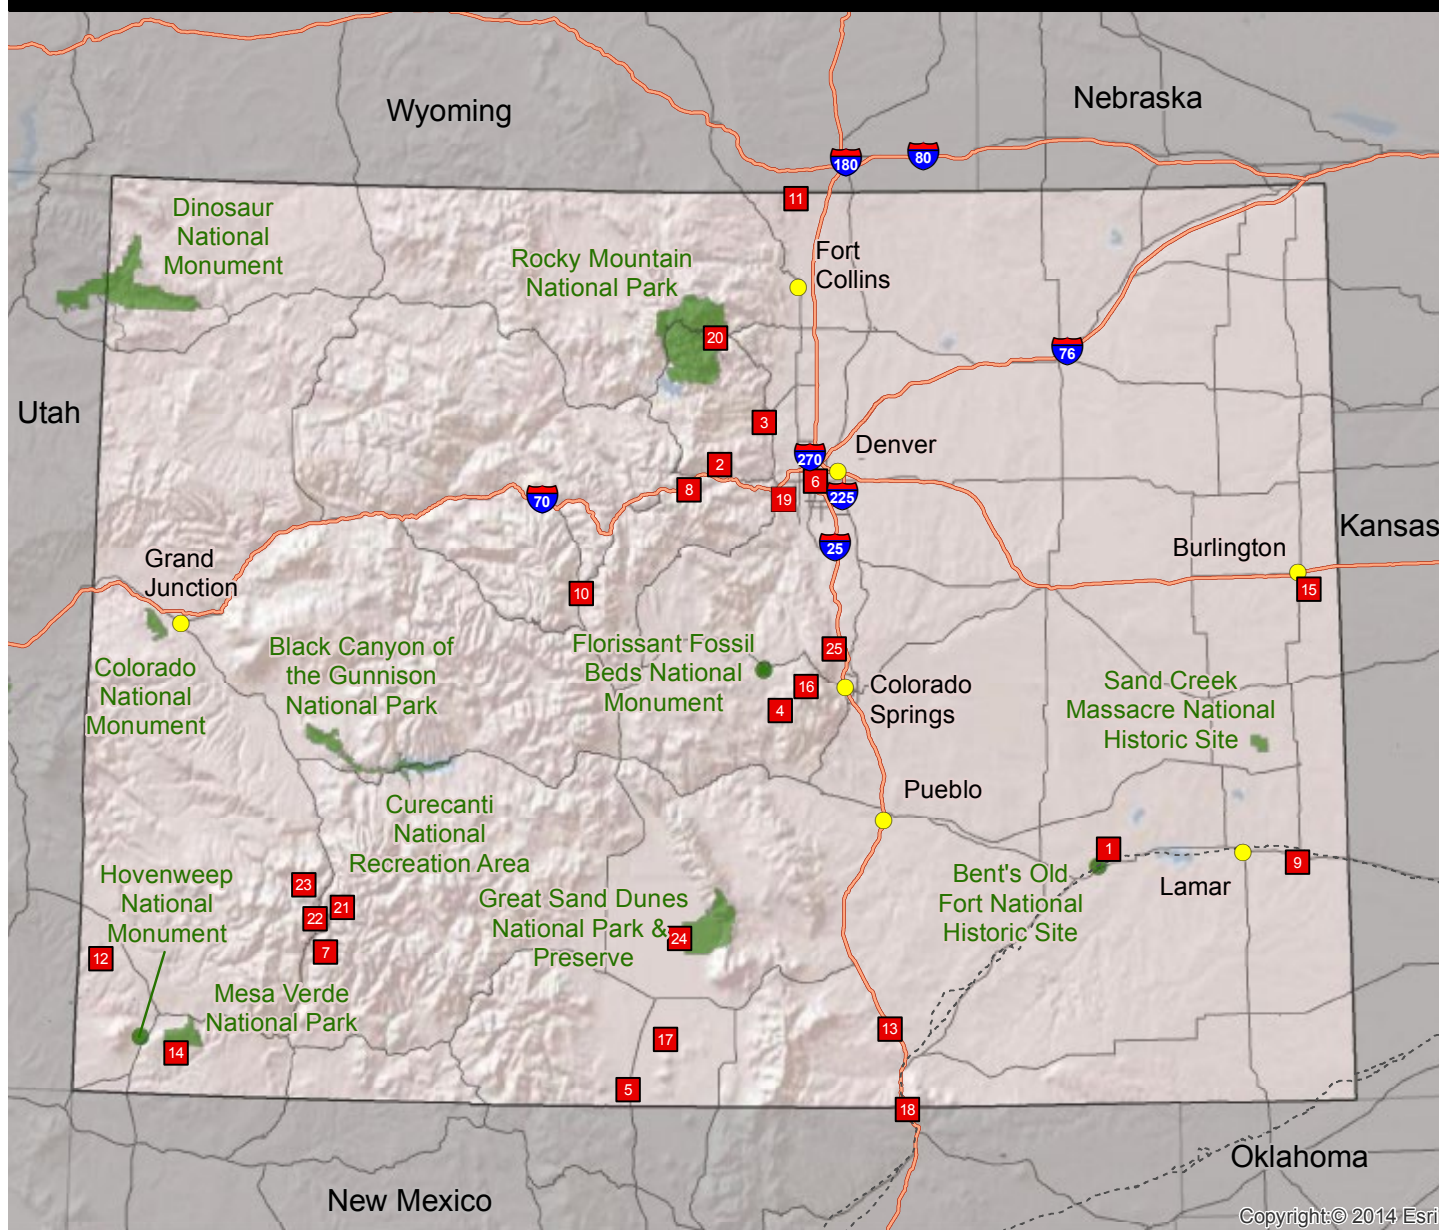 Wyoming
Nebraska
180
80
11
Dinosaur
National
Monument
Rocky Mountain
National Park
Fort
Collins
20
76
Utah
3
Denver
270
2
6
8
19
225
70
25
Kansas
Burlington
15
Grand
Junction
10
Colorado
National
Monument
Black Canyon of
the Gunnison
National Park
Florissant Fossil
Beds National
Monument
25
16
4
Colorado
Springs
Sand Creek
Massacre National
Historic Site
Pueblo
Curecanti
National
Recreation Area
1
9
Lamar
Bent's Old
Fort National
Historic Site
Hovenweep
National
Monument
23
21
22
7
12
Great Sand Dunes
National Park &
Preserve
24
Mesa Verde
National Park
14
17
13
5
18
Oklahoma
New Mexico
Copyright:© 2014 Esri